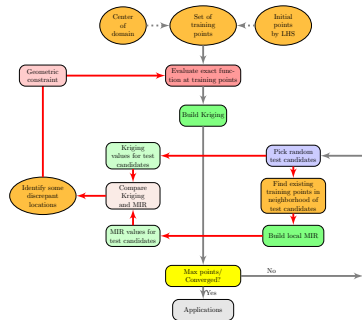 Center
of
domain
Set of
training
points
Initial
points
by LHS
Geometric
constraint
Evaluate exact func-
tion at training points
Build Kriging
Kriging
values for test
candidates
Pick random
test candidates
Identify some
discrepant
locations
Compare
Kriging
and MIR
Find existing
training points in
neighborhood of
test candidates
MIR values for
test candidates
Build local MIR
Max points/
Converged?
No
Yes
Applications